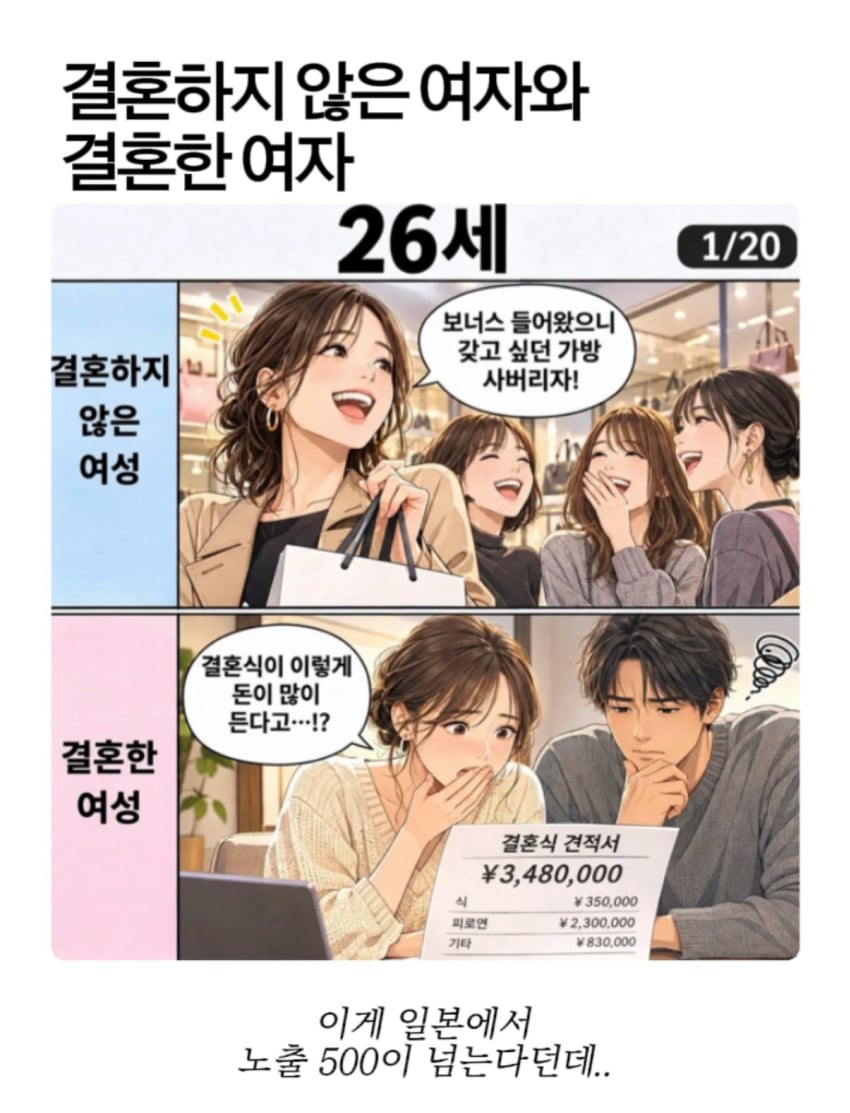 결혼하지 않은 여자와
결혼한 여자
26세
1/20
결혼하지
않은
여성
보너스 들어왔으니
갖고 싶던 가방
사버리자!
결혼한
여성
결혼식이 이렇게
돈이 많이
든다고…!?
결혼식 견적서
¥3,480,000
식 ¥350,000
피로연 ¥2,300,000
기타 ¥830,000
이게 일본에서
노출 500이 넘는다던데..